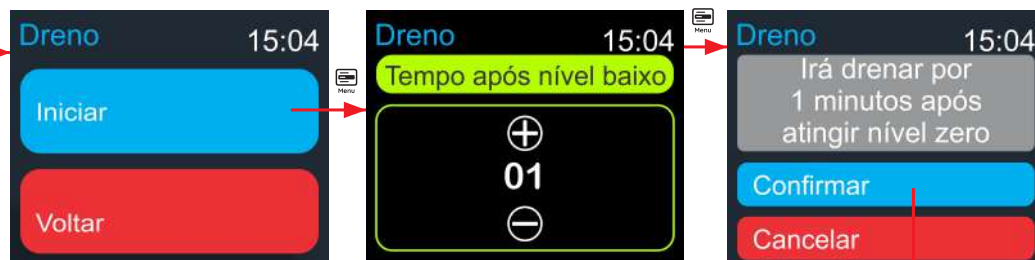 Dreno 15:04
Iniciar
Voltar
Menu
Dreno 15:04
Tempo após nível baixo
01
Menu
Dreno 15:04
Irá drenar por
1 minutos após
atingir nível zero
Confirmar
Cancelar